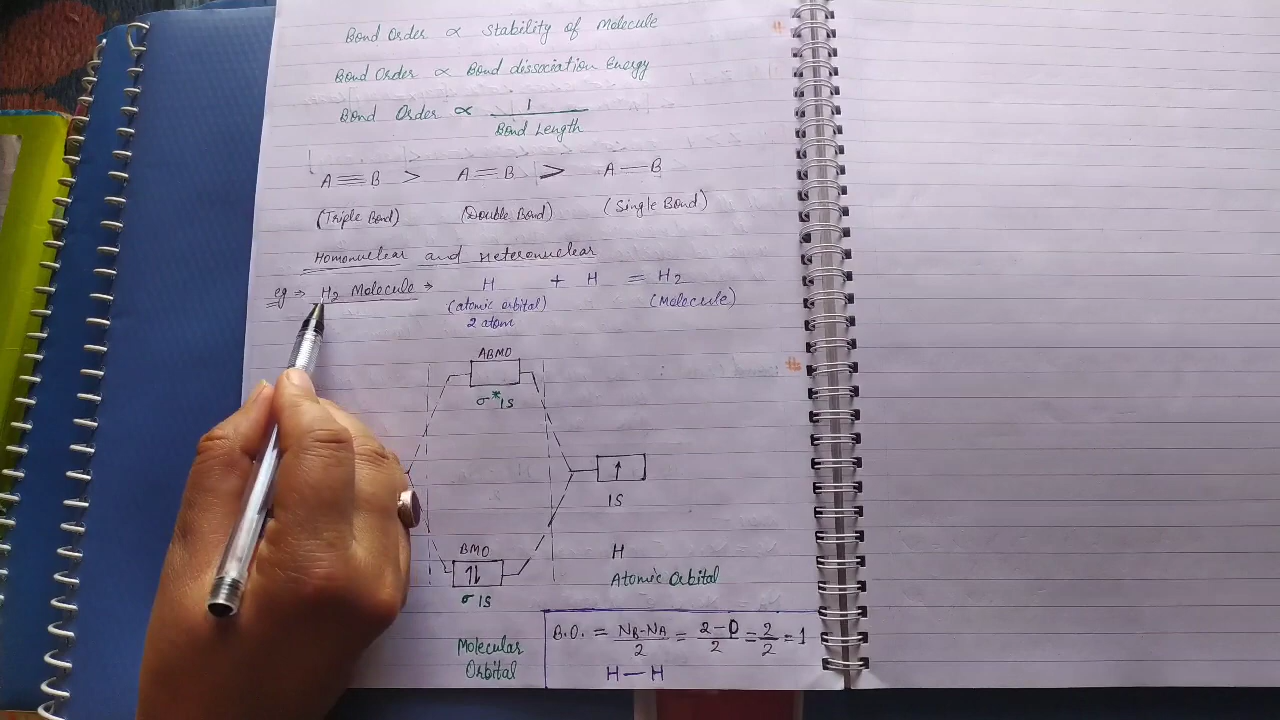 Bond Order ∝ Stability of Molecule
Bond Order ∝ Bond dissociation Energy
Bond Order ∝ 1 / Bond Length
A≡B > A=B > A—B
(Triple Bond) (Double Bond) (Single Bond)
Homonuclear and Heteronuclear
eg ⇒ H2 Molecule → H + H = H2
(atomic orbital) (Molecule)
2 atom
ABMO
σ*1S
↑
1S
BMO
↑↓
σ 1S
H
Atomic Orbital
Molecular
Orbital
B.O. = NB-NA / 2 = 2-0 / 2 = 2 / 2 = 1
H—H